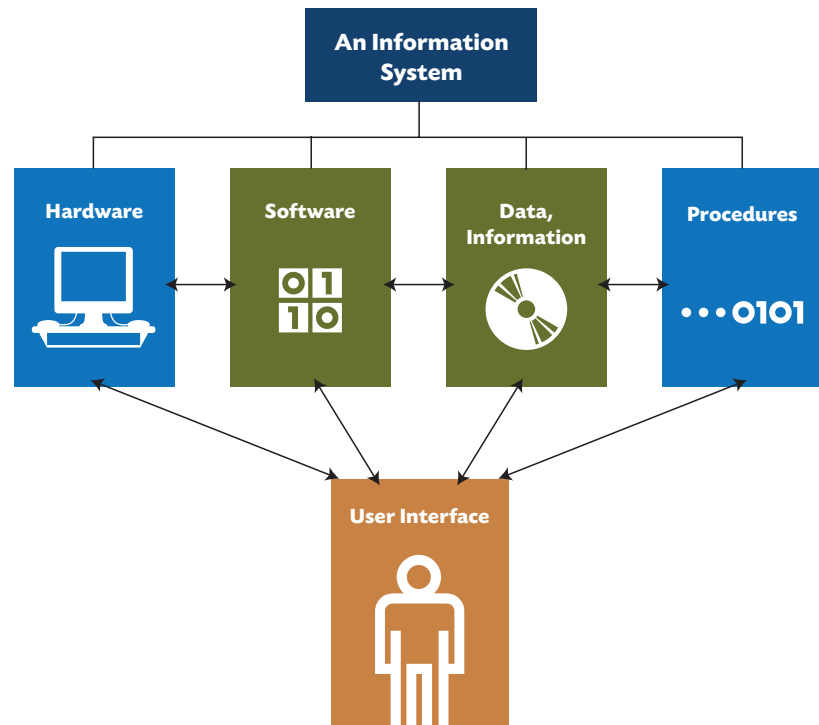 An Information
System
Hardware
Software
Data,
Information
Procedures
01
10
...0101
User Interface